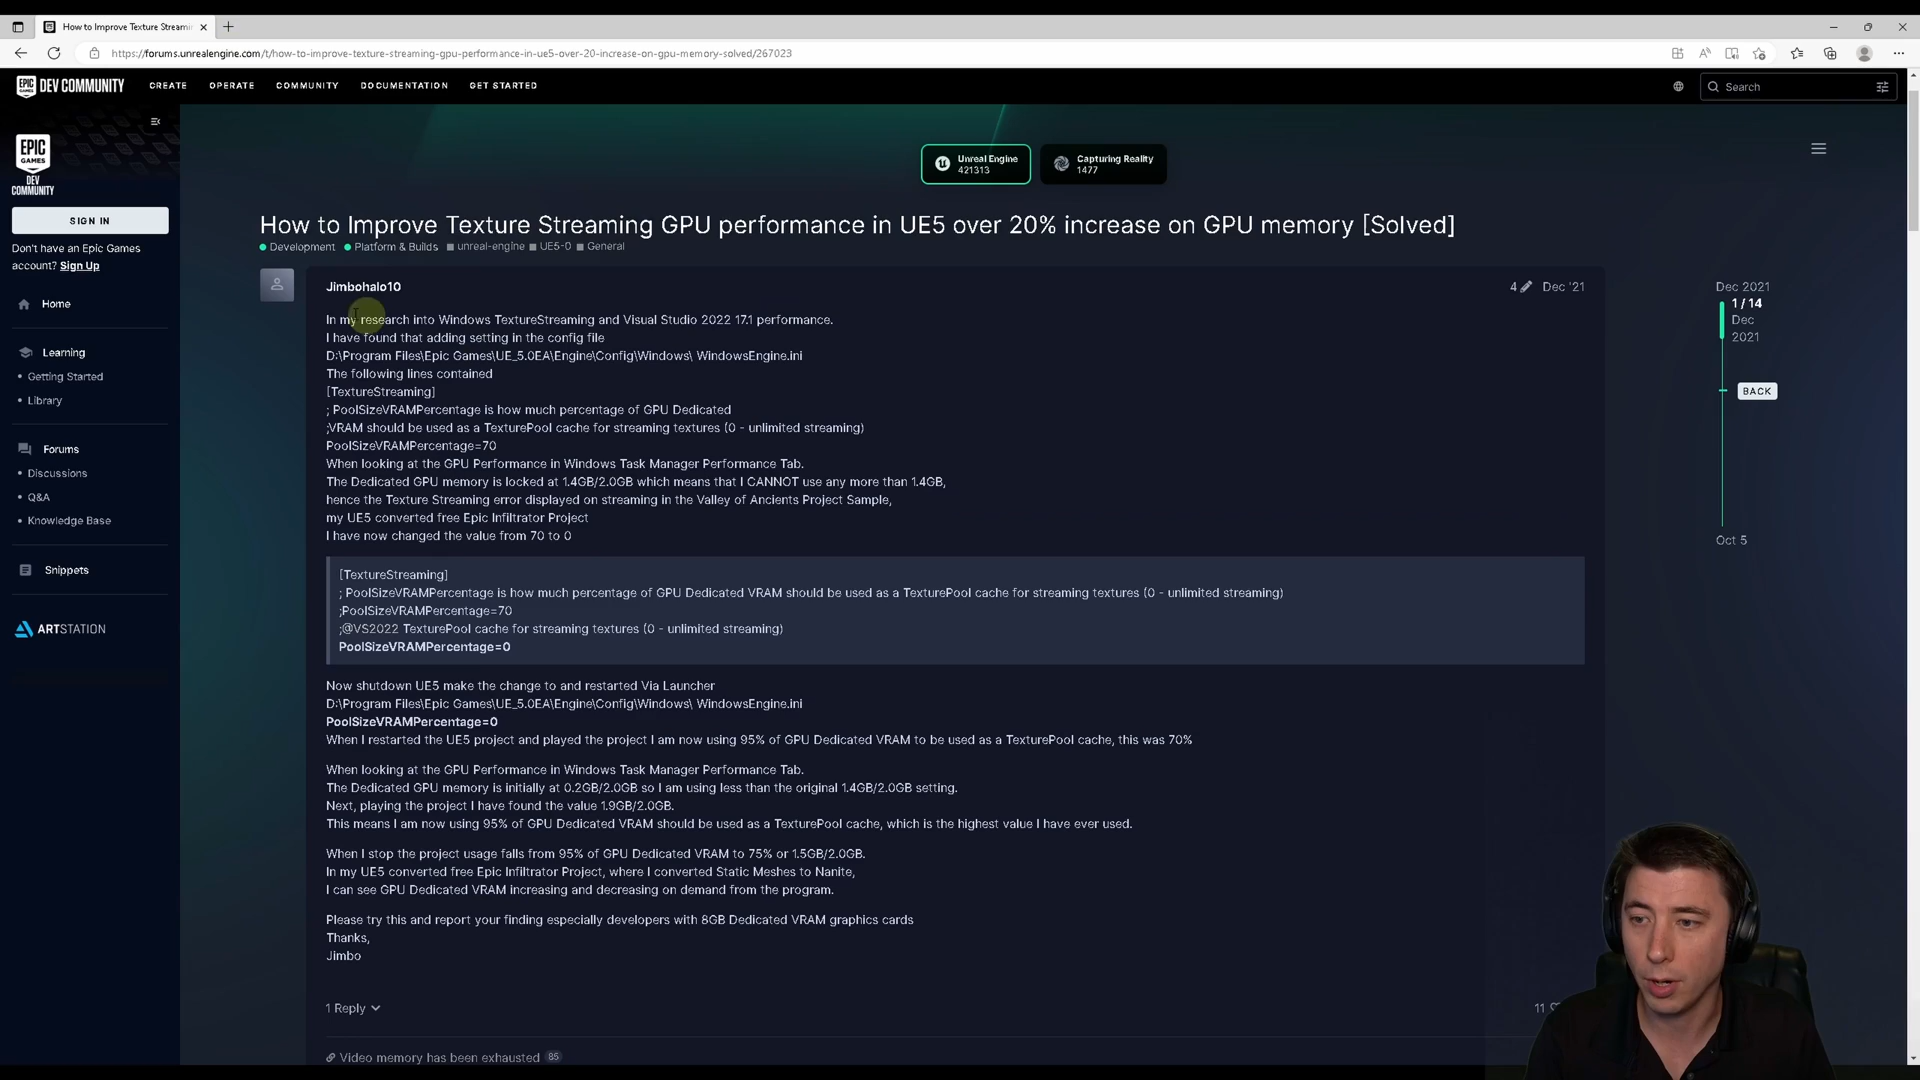 How to Improve Texture Streamin
https://forums.unrealengine.com/t/how-to-improve-texture-streaming-gpu-performance-in-ue5-over-20-increase-on-gpu-memory-solved/267023
EPIC GAMES DEV COMMUNITY CREATE OPERATE COMMUNITY DOCUMENTATION GET STARTED Search
EPIC GAMES
DEV COMMUNITY
SIGN IN
Don't have an Epic Games
account? Sign Up
Home
Learning
• Getting Started
• Library
Forums
• Discussions
• Q&A
• Knowledge Base
Snippets
ARTSTATION
Unreal Engine
421313
Capturing Reality
1477
How to Improve Texture Streaming GPU performance in UE5 over 20% increase on GPU memory [Solved]
Development Platform & Builds unreal-engine UE5-0 General
Jimbohalo10 4 Dec '21
In my research into Windows TextureStreaming and Visual Studio 2022 17.1 performance.
I have found that adding setting in the config file
D:\Program Files\Epic Games\UE_5.0EA\Engine\Config\Windows\ WindowsEngine.ini
The following lines contained
[TextureStreaming]
; PoolSizeVRAMPercentage is how much percentage of GPU Dedicated
;VRAM should be used as a TexturePool cache for streaming textures (0 - unlimited streaming)
PoolSizeVRAMPercentage=70
When looking at the GPU Performance in Windows Task Manager Performance Tab.
The Dedicated GPU memory is locked at 1.4GB/2.0GB which means that I CANNOT use any more than 1.4GB,
hence the Texture Streaming error displayed on streaming in the Valley of Ancients Project Sample,
my UE5 converted free Epic Infiltrator Project
I have now changed the value from 70 to 0
[TextureStreaming]
; PoolSizeVRAMPercentage is how much percentage of GPU Dedicated VRAM should be used as a TexturePool cache for streaming textures (0 - unlimited streaming)
;PoolSizeVRAMPercentage=70
;@VS2022 TexturePool cache for streaming textures (0 - unlimited streaming)
PoolSizeVRAMPercentage=0
Now shutdown UE5 make the change to and restarted Via Launcher
D:\Program Files\Epic Games\UE_5.0EA\Engine\Config\Windows\ WindowsEngine.ini
PoolSizeVRAMPercentage=0
When I restarted the UE5 project and played the project I am now using 95% of GPU Dedicated VRAM to be used as a TexturePool cache, this was 70%
When looking at the GPU Performance in Windows Task Manager Performance Tab.
The Dedicated GPU memory is initially at 0.2GB/2.0GB so I am using less than the original 1.4GB/2.0GB setting.
Next, playing the project I have found the value 1.9GB/2.0GB.
This means I am now using 95% of GPU Dedicated VRAM should be used as a TexturePool cache, which is the highest value I have ever used.
When I stop the project usage falls from 95% of GPU Dedicated VRAM to 75% or 1.5GB/2.0GB.
In my UE5 converted free Epic Infiltrator Project, where I converted Static Meshes to Nanite,
I can see GPU Dedicated VRAM increasing and decreasing on demand from the program.
Please try this and report your finding especially developers with 8GB Dedicated VRAM graphics cards
Thanks,
Jimbo
1 Reply 11
Video memory has been exhausted 85
Dec 2021
1 / 14
Dec
2021
BACK
Oct 5